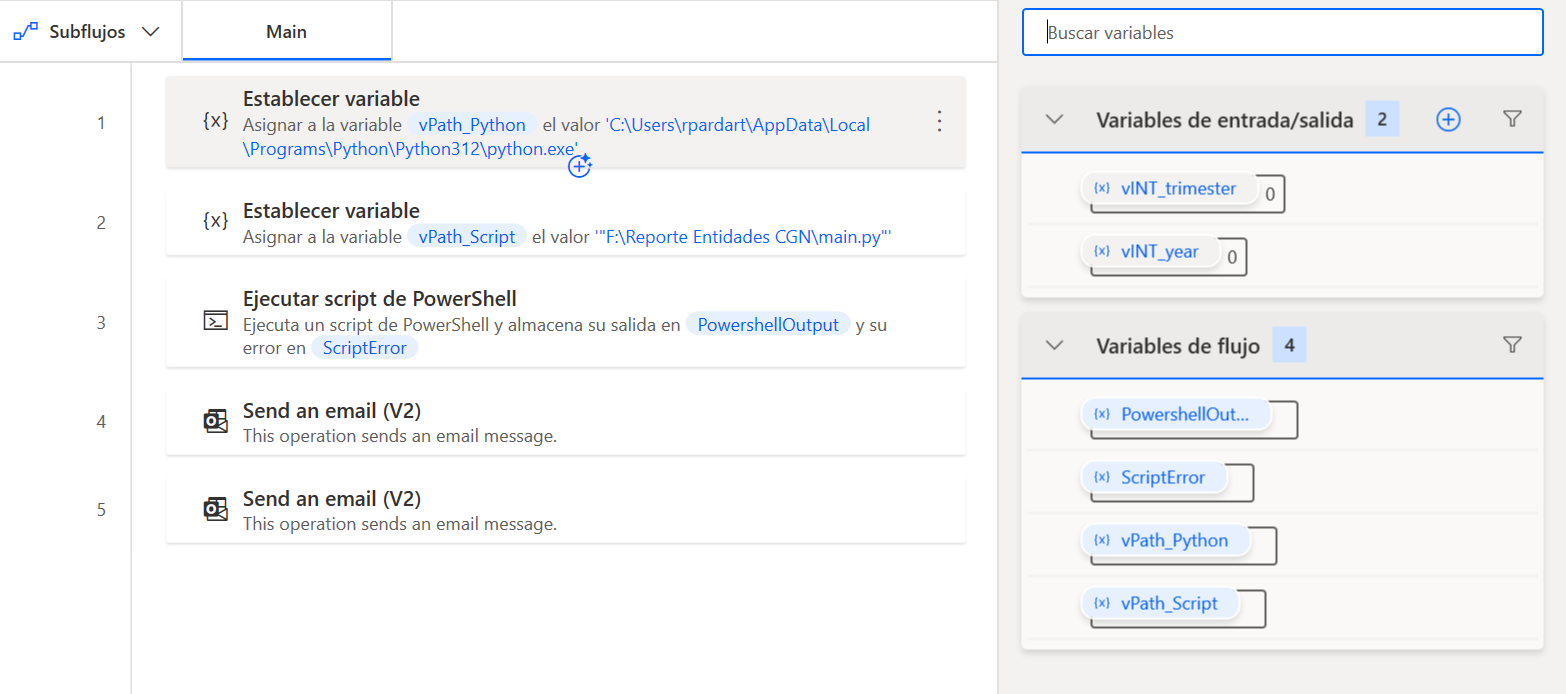 Subflujos
Main
1
{x}
Establecer variable
Asignar a la variable vPath_Python el valor 'C:\Users\rpardart\AppData\Local
\Programs\Python\Python312\python.exe'
2
{x}
Establecer variable
Asignar a la variable vPath_Script el valor '"F:\Reporte Entidades CGN\main.py"'
3
Ejecutar script de PowerShell
Ejecuta un script de PowerShell y almacena su salida en PowershellOutput y su
error en ScriptError
4
Send an email (V2)
This operation sends an email message.
5
Send an email (V2)
This operation sends an email message.
Buscar variables
Variables de entrada/salida 2
{x} vINT_trimester 0
{x} vINT_year 0
Variables de flujo 4
{x} PowershellOut...
{x} ScriptError
{x} vPath_Python
{x} vPath_Script